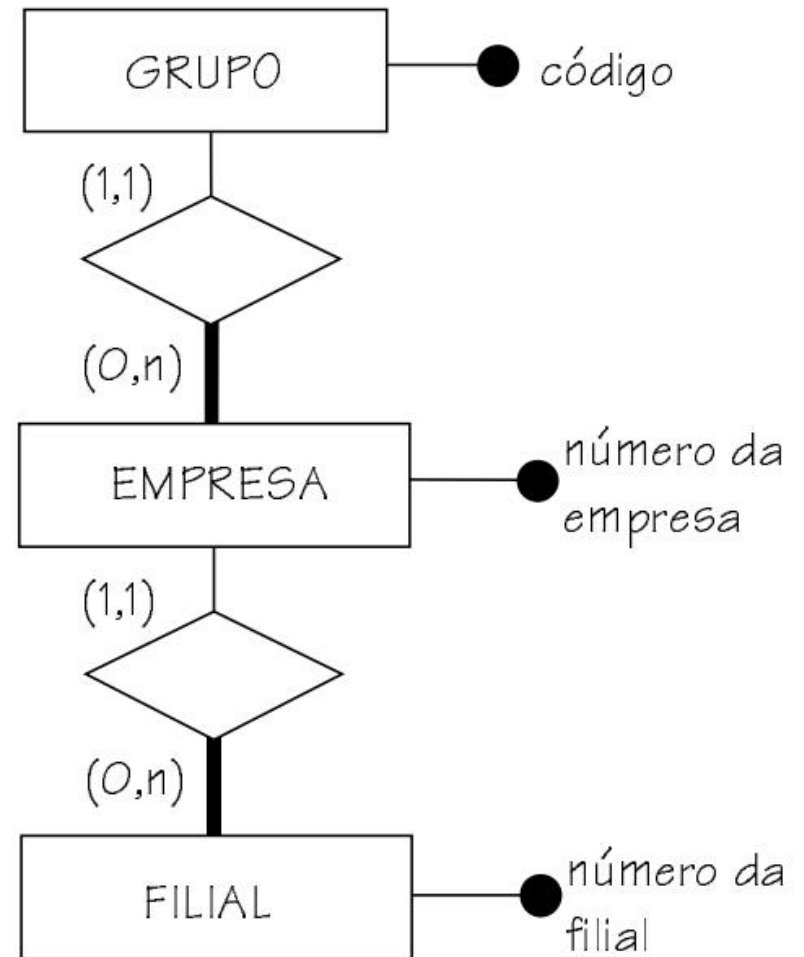 GRUPO
código
(1,1)
(0,n)
EMPRESA
número da
empresa
(1,1)
(0,n)
FILIAL
número da
filial